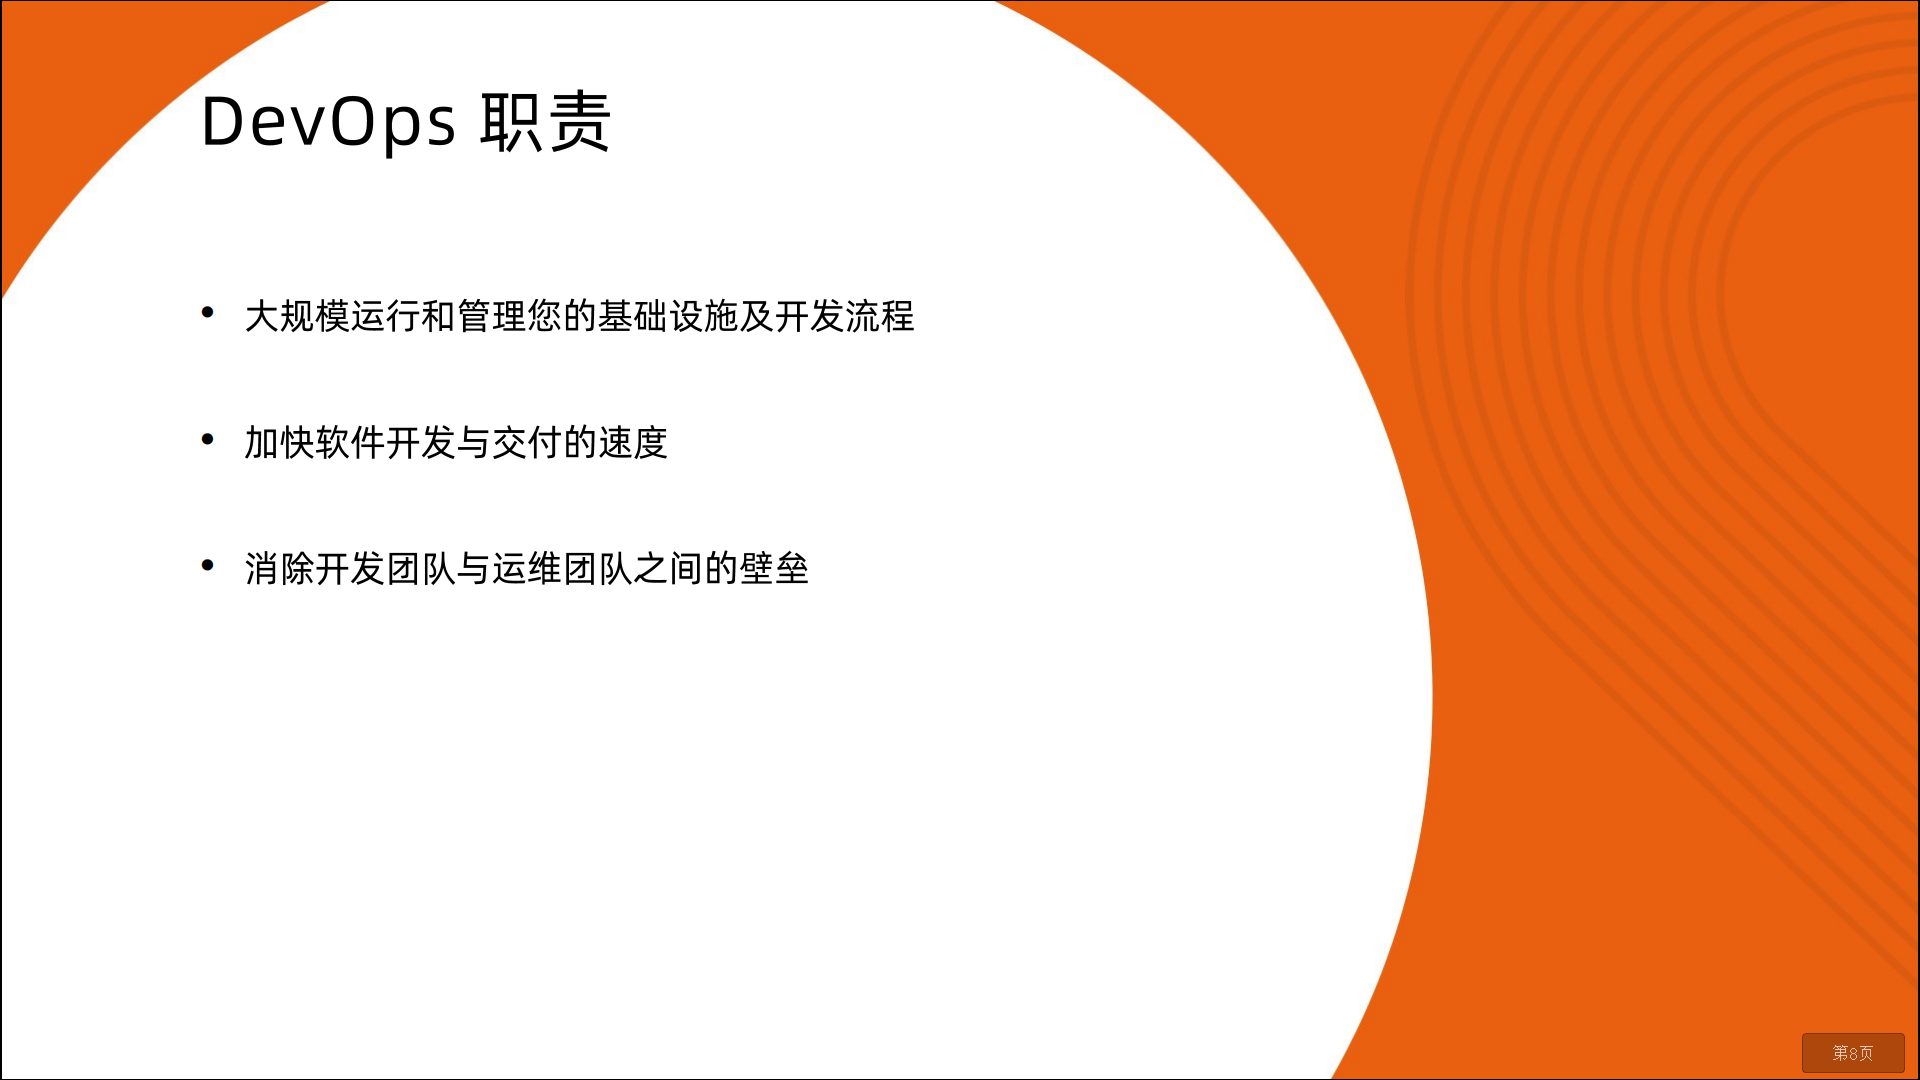 DevOps 职责
• 大规模运行和管理您的基础设施及开发流程
• 加快软件开发与交付的速度
• 消除开发团队与运维团队之间的壁垒
第8页